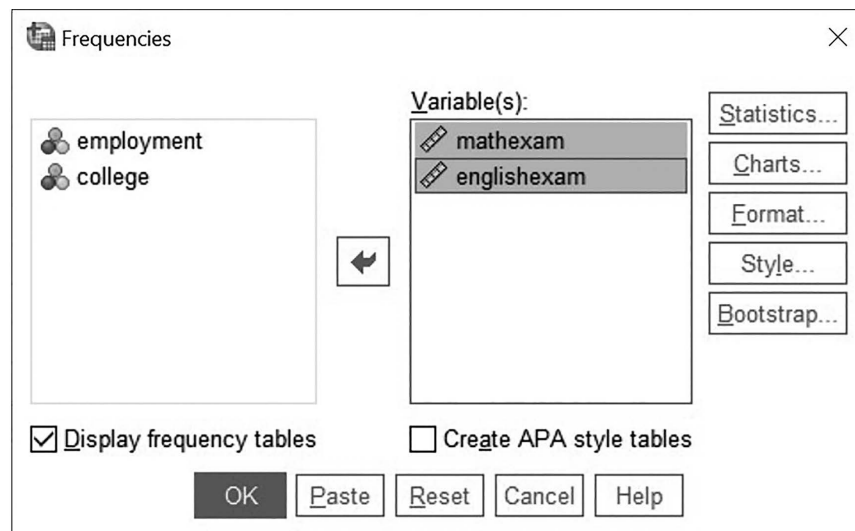 Frequencies
employment
college
Variable(s):
mathexam
englishexam
Statistics...
Charts...
Format...
Style...
Bootstrap...
Display frequency tables
Create APA style tables
OK
Paste
Reset
Cancel
Help